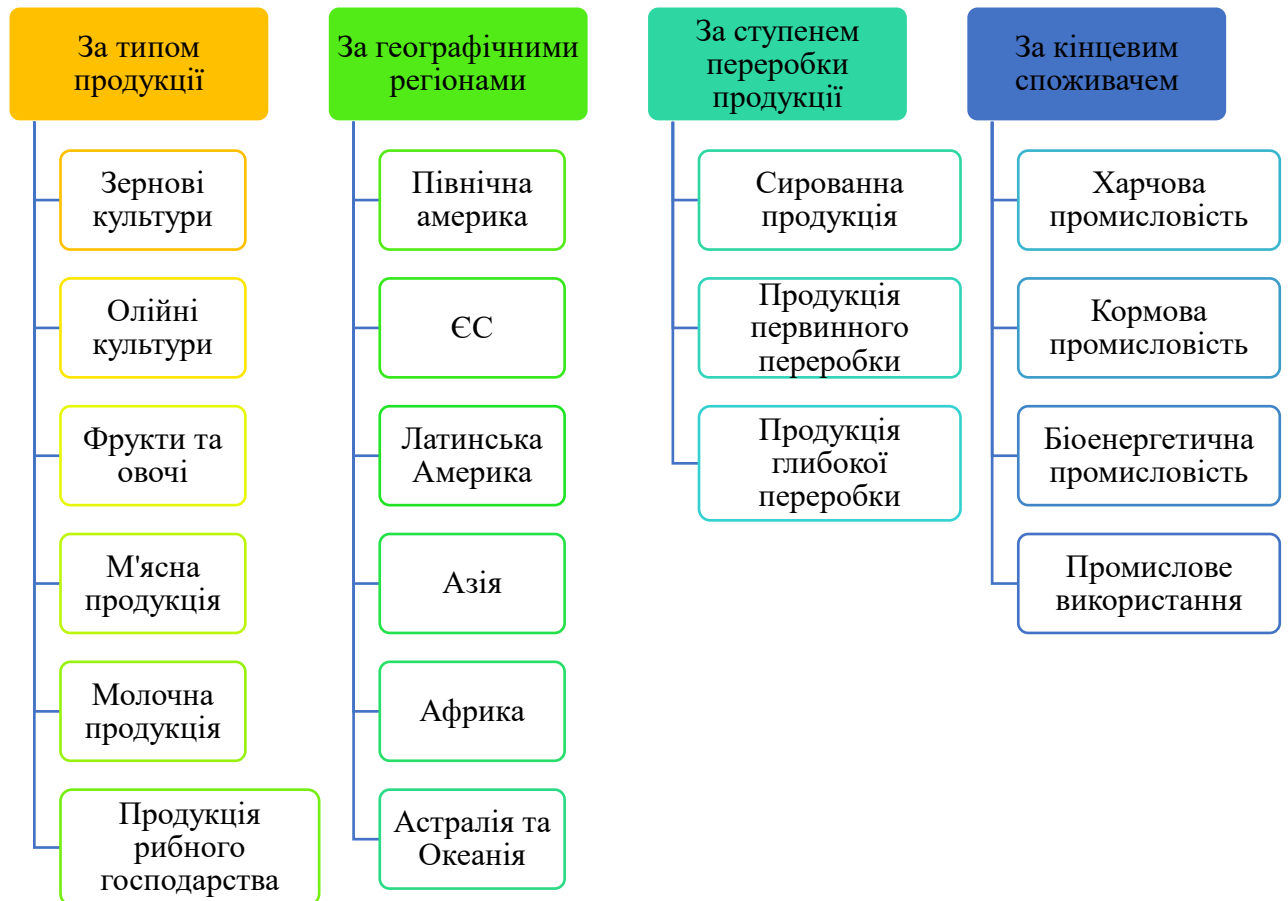 За типом
продукції
Зернові
культури
Олійні
культури
Фрукти та
овочі
М'ясна
продукція
Молочна
продукція
Продукція
рибного
господарства
За географічними
регіонами
Північна
америка
ЄС
Латинська
Америка
Азія
Африка
Астралія та
Океанія
За ступенем
переробки
продукції
Сированна
продукція
Продукція
первинного
переробки
Продукція
глибокої
переробки
За кінцевим
споживачем
Харчова
промисловість
Кормова
промисловість
Біоенергетична
промисловість
Промислове
використання